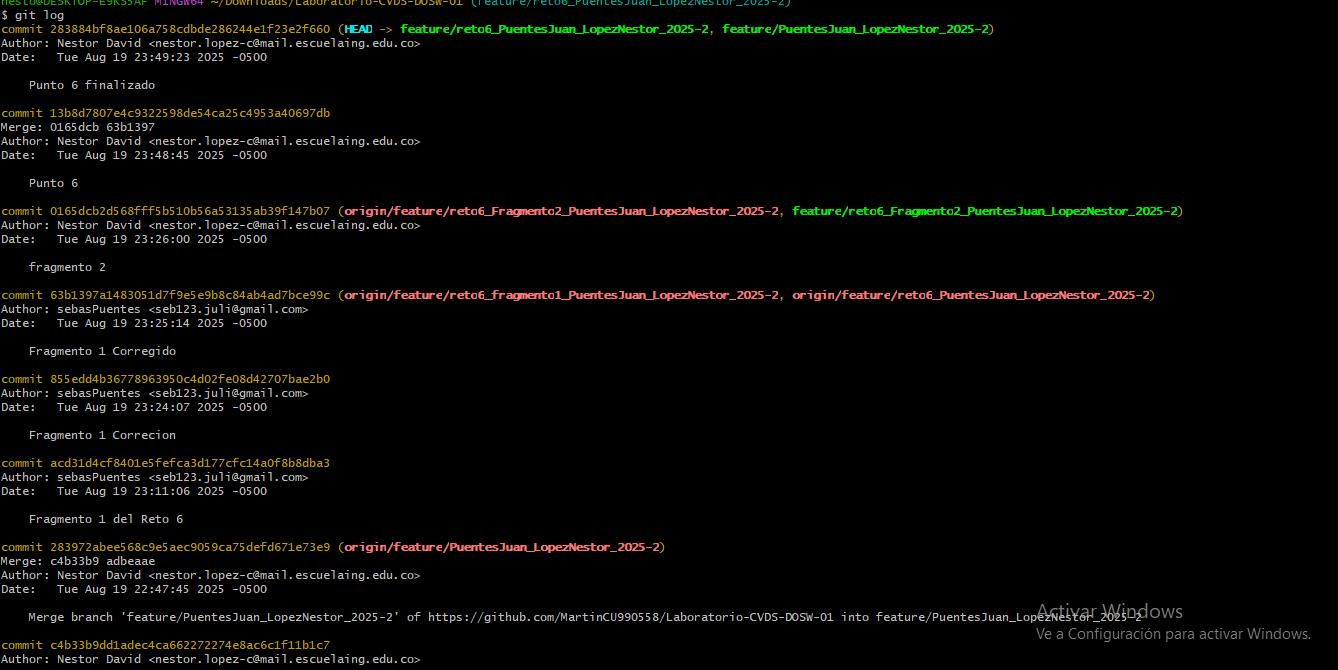 nesto@DESKTOP-E9KS5AF MINGW64 ~/Downloads/Laboratorio-CVDS-DOSW-01 (feature/reto6_PuentesJuan_LopezNestor_2025-2)
$ git log
commit 283884bf8ae106a758cdbde286244e1f23e2f660 (HEAD -> feature/reto6_PuentesJuan_LopezNestor_2025-2, feature/PuentesJuan_LopezNestor_2025-2)
Author: Nestor David <nestor.lopez-c@mail.escuelaing.edu.co>
Date:   Tue Aug 19 23:49:23 2025 -0500
Punto 6 finalizado
commit 13b8d7807e4c9322598de54ca25c4953a40697db
Merge: 0165dcb 63b1397
Author: Nestor David <nestor.lopez-c@mail.escuelaing.edu.co>
Date:   Tue Aug 19 23:48:45 2025 -0500
Punto 6
commit 0165dcb2d568fff5b510b56a53135ab39f147b07 (origin/feature/reto6_Fragmento2_PuentesJuan_LopezNestor_2025-2, feature/reto6_Fragmento2_PuentesJuan_LopezNestor_2025-2)
Author: Nestor David <nestor.lopez-c@mail.escuelaing.edu.co>
Date:   Tue Aug 19 23:26:00 2025 -0500
fragmento 2
commit 63b1397a1483051d7f9e5e9b8c84ab4ad7bce99c (origin/feature/reto6_fragmento1_PuentesJuan_LopezNestor_2025-2, origin/feature/reto6_PuentesJuan_LopezNestor_2025-2)
Author: sebasPuentes <seb123.juli@gmail.com>
Date:   Tue Aug 19 23:25:14 2025 -0500
Fragmento 1 Corregido
commit 855edd4b36778963950c4d02fe08d42707bae2b0
Author: sebasPuentes <seb123.juli@gmail.com>
Date:   Tue Aug 19 23:24:07 2025 -0500
Fragmento 1 Correcion
commit acd31d4cf8401e5fefca3d177cfc14a0f8b8dba3
Author: sebasPuentes <seb123.juli@gmail.com>
Date:   Tue Aug 19 23:11:06 2025 -0500
Fragmento 1 del Reto 6
commit 283972abee568c9e5aec9059ca75defd671e73e9 (origin/feature/PuentesJuan_LopezNestor_2025-2)
Merge: c4b33b9 adbeaae
Author: Nestor David <nestor.lopez-c@mail.escuelaing.edu.co>
Date:   Tue Aug 19 22:47:45 2025 -0500
Merge branch 'feature/PuentesJuan_LopezNestor_2025-2' of https://github.com/MartinCU990558/Laboratorio-CVDS-DOSW-01 into feature/PuentesJuan_LopezNestor_2025-2
commit c4b33b9dd1adec4ca662272274e8ac6c1f11b1c7
Author: Nestor David <nestor.lopez-c@mail.escuelaing.edu.co>
Activar Windows
Ve a Configuración para activar Windows.